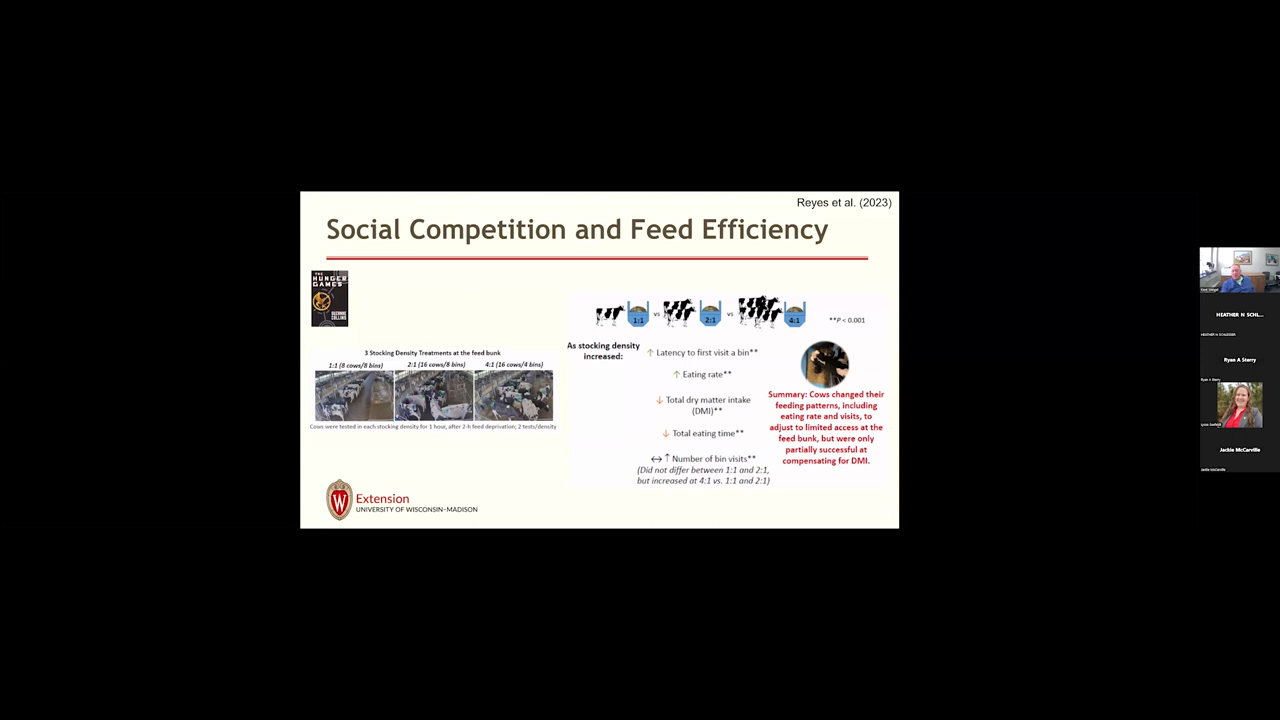 Reyes et al. (2023)
Social Competition and Feed Efficiency
THE
HUNGER
GAMES
SUZANNE
COLLINS
1:1
vs
2:1
vs
4:1
**P < 0.001
As stocking density
increased:
↑ Latency to first visit a bin**
↑ Eating rate**
↓ Total dry matter intake
(DMI)**
↓ Total eating time**
↔↑ Number of bin visits**
(Did not differ between 1:1 and 2:1,
but increased at 4:1 vs. 1:1 and 2:1)
Summary: Cows changed their
feeding patterns, including
eating rate and visits, to
adjust to limited access at the
feed bunk, but were only
partially successful at
compensating for DMI.
3 Stocking Density Treatments at the feed bunk
1:1 (8 cows/8 bins)
2:1 (16 cows/8 bins)
4:1 (16 cows/4 bins)
Cows were tested in each stocking density for 1 hour, after 2-h feed deprivation; 2 tests/density
W
Extension
UNIVERSITY OF WISCONSIN–MADISON
HEATHER N SCHL...
HEATHER N SCHLESSER
Ryan A Sterry
Ryan A Sterry
Jackie McCarville
Jackie McCarville